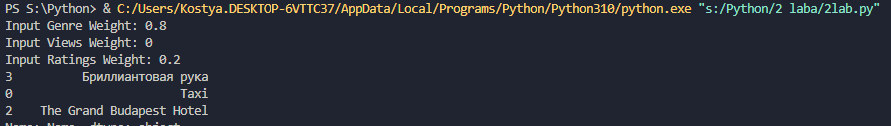 PS S:\Python> & C:/Users/Kostya.DESKTOP-6VTTC37/AppData/Local/Programs/Python/Python310/python.exe "s:/Python/2 laba/2lab.py"
Input Genre Weight: 0.8
Input Views Weight: 0
Input Ratings Weight: 0.2
3 Бриллиантовая рука
0 Taxi
2 The Grand Budapest Hotel
Name: Name, dtype: object